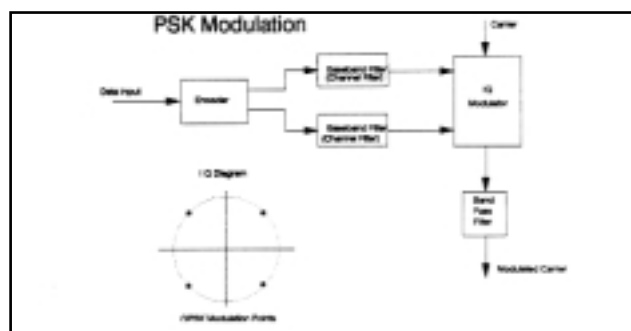 PSK Modulation
Carrier
Data Input
Encoder
Baseband Filter
(Channel Filter)
Baseband Filter
(Channel Filter)
IQ
Modulator
I Q Diagram
Band
Pass
Filter
Modulated Carrier
Modulation Points